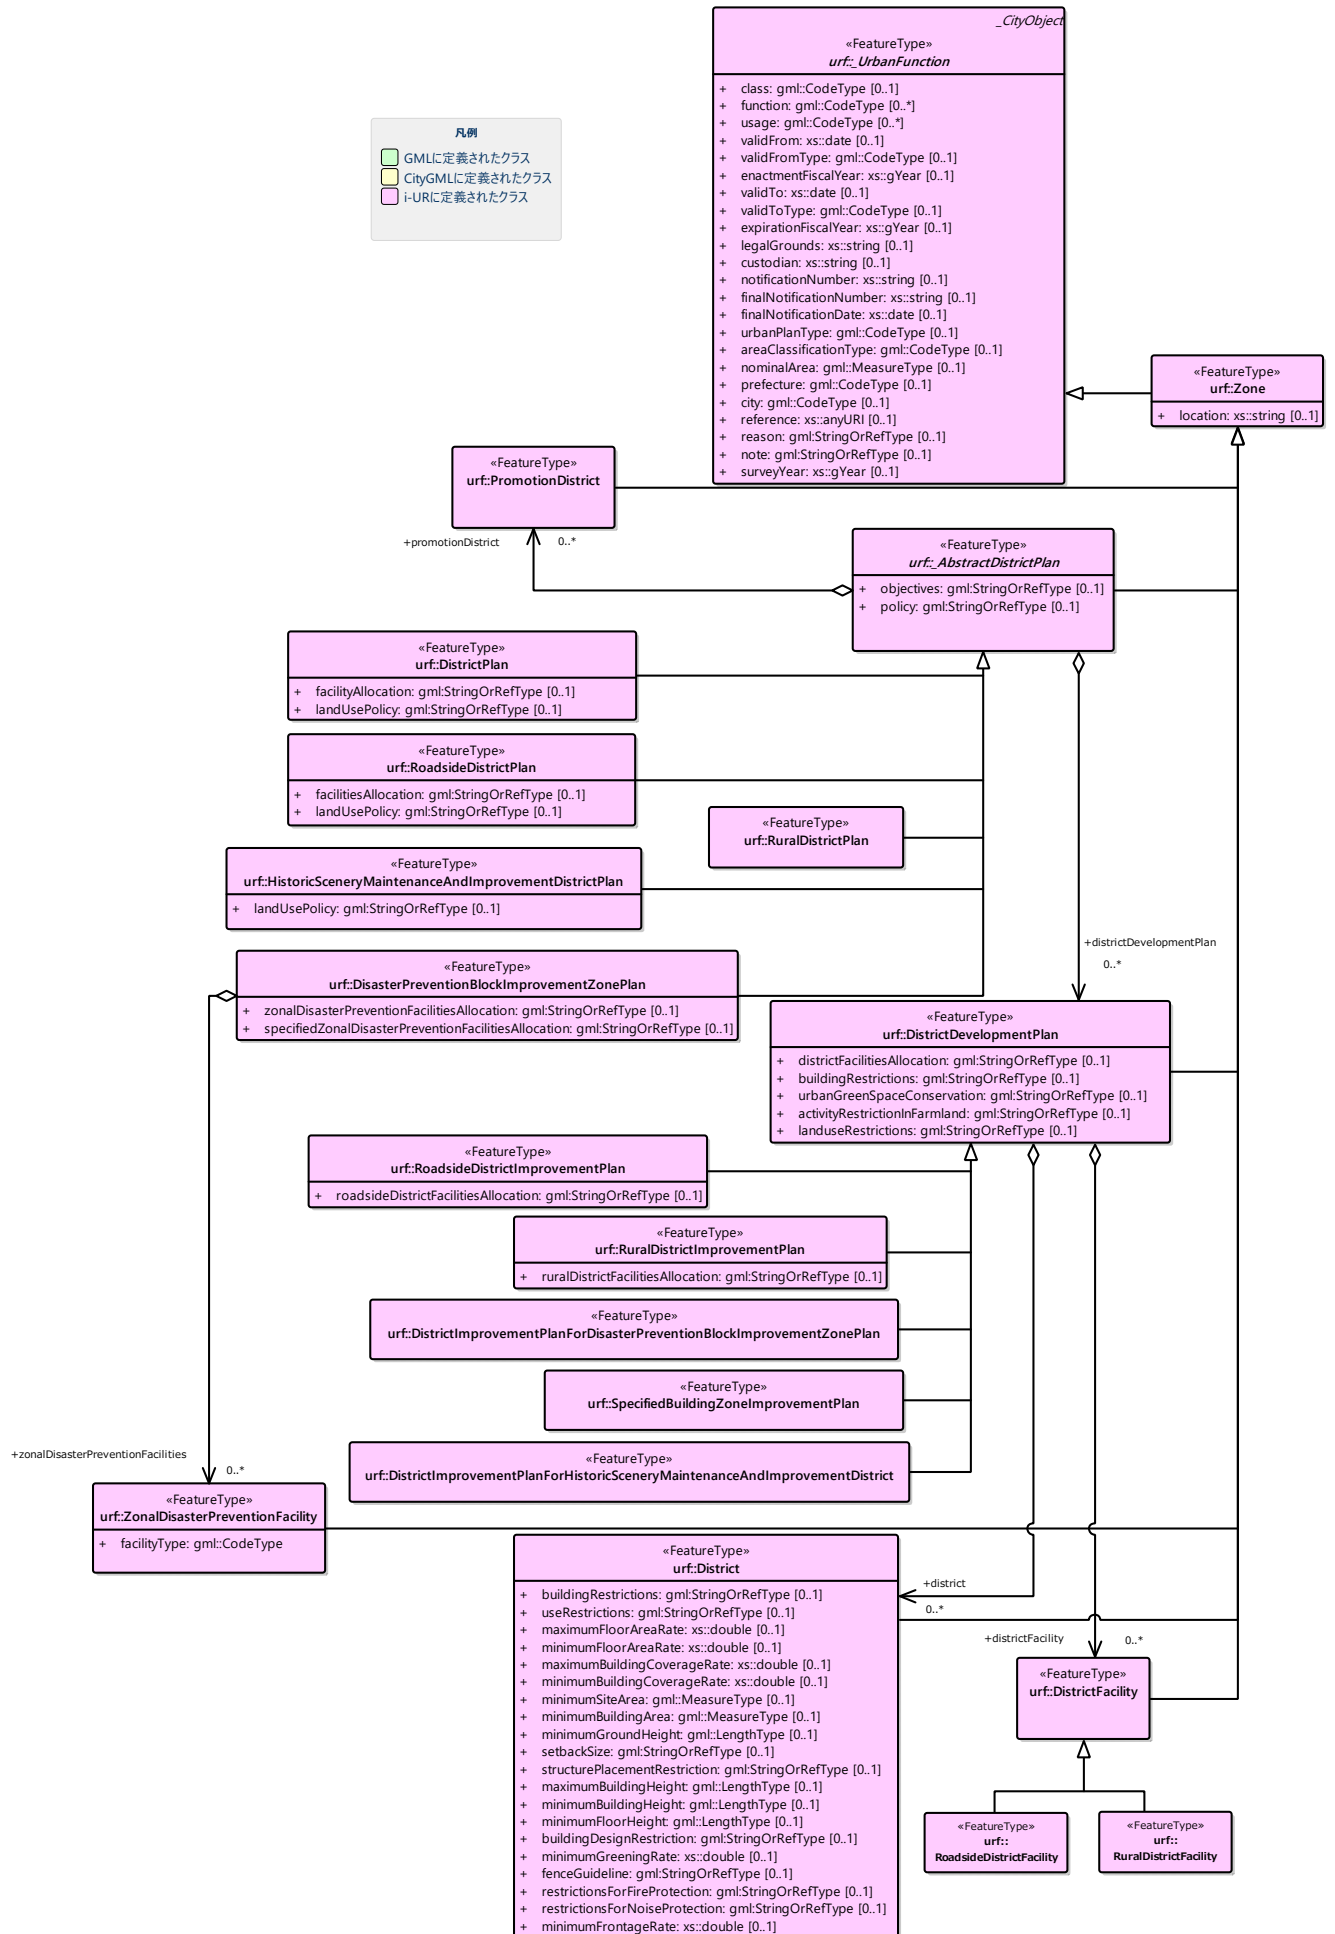 _CityObject
«FeatureType»
urf::_UrbanFunction
+ class: gml::CodeType [0..1]
+ function: gml::CodeType [0..*]
+ usage: gml::CodeType [0..*]
+ validFrom: xs::date [0..1]
+ validFromType: gml::CodeType [0..1]
+ enactmentFiscalYear: xs::gYear [0..1]
+ validTo: xs::date [0..1]
+ validToType: gml::CodeType [0..1]
+ expirationFiscalYear: xs::gYear [0..1]
+ legalGrounds: xs::string [0..1]
+ custodian: xs::string [0..1]
+ notificationNumber: xs::string [0..1]
+ finalNotificationNumber: xs::string [0..1]
+ finalNotificationDate: xs::date [0..1]
+ urbanPlanType: gml::CodeType [0..1]
+ areaClassificationType: gml::CodeType [0..1]
+ nominalArea: gml::MeasureType [0..1]
+ prefecture: gml::CodeType [0..1]
+ city: gml::CodeType [0..1]
+ reference: xs::anyURI [0..1]
+ reason: gml:StringOrRefType [0..1]
+ note: gml:StringOrRefType [0..1]
+ surveyYear: xs::gYear [0..1]
凡例
GMLに定義されたクラス
CityGMLに定義されたクラス
i-URに定義されたクラス
«FeatureType»
urf::Zone
+ location: xs::string [0..1]
«FeatureType»
urf::PromotionDistrict
+promotionDistrict
0..*
«FeatureType»
urf::_AbstractDistrictPlan
+ objectives: gml:StringOrRefType [0..1]
+ policy: gml:StringOrRefType [0..1]
«FeatureType»
urf::DistrictPlan
+ facilityAllocation: gml:StringOrRefType [0..1]
+ landUsePolicy: gml:StringOrRefType [0..1]
«FeatureType»
urf::RoadsideDistrictPlan
+ facilitiesAllocation: gml:StringOrRefType [0..1]
+ landUsePolicy: gml:StringOrRefType [0..1]
«FeatureType»
urf::RuralDistrictPlan
«FeatureType»
urf::HistoricSceneryMaintenanceAndImprovementDistrictPlan
+ landUsePolicy: gml:StringOrRefType [0..1]
+districtDevelopmentPlan
0..*
«FeatureType»
urf::DisasterPreventionBlockImprovementZonePlan
+ zonalDisasterPreventionFacilitiesAllocation: gml:StringOrRefType [0..1]
+ specifiedZonalDisasterPreventionFacilitiesAllocation: gml:StringOrRefType [0..1]
«FeatureType»
urf::DistrictDevelopmentPlan
+ districtFacilitiesAllocation: gml:StringOrRefType [0..1]
+ buildingRestrictions: gml:StringOrRefType [0..1]
+ urbanGreenSpaceConservation: gml:StringOrRefType [0..1]
+ activityRestrictionInFarmland: gml:StringOrRefType [0..1]
+ landuseRestrictions: gml:StringOrRefType [0..1]
«FeatureType»
urf::RoadsideDistrictImprovementPlan
+ roadsideDistrictFacilitiesAllocation: gml:StringOrRefType [0..1]
«FeatureType»
urf::RuralDistrictImprovementPlan
+ ruralDistrictFacilitiesAllocation: gml:StringOrRefType [0..1]
«FeatureType»
urf::DistrictImprovementPlanForDisasterPreventionBlockImprovementZonePlan
«FeatureType»
urf::SpecifiedBuildingZoneImprovementPlan
«FeatureType»
urf::DistrictImprovementPlanForHistoricSceneryMaintenanceAndImprovementDistrict
+zonalDisasterPreventionFacilities
0..*
«FeatureType»
urf::ZonalDisasterPreventionFacility
+ facilityType: gml::CodeType
«FeatureType»
urf::District
+ buildingRestrictions: gml:StringOrRefType [0..1]
+ useRestrictions: gml:StringOrRefType [0..1]
+ maximumFloorAreaRate: xs::double [0..1]
+ minimumFloorAreaRate: xs::double [0..1]
+ maximumBuildingCoverageRate: xs::double [0..1]
+ minimumBuildingCoverageRate: xs::double [0..1]
+ minimumSiteArea: gml::MeasureType [0..1]
+ minimumBuildingArea: gml::MeasureType [0..1]
+ minimumGroundHeight: gml::LengthType [0..1]
+ setbackSize: gml:StringOrRefType [0..1]
+ structurePlacementRestriction: gml:StringOrRefType [0..1]
+ maximumBuildingHeight: gml::LengthType [0..1]
+ minimumBuildingHeight: gml::LengthType [0..1]
+ minimumFloorHeight: gml::LengthType [0..1]
+ buildingDesignRestriction: gml:StringOrRefType [0..1]
+ minimumGreeningRate: xs::double [0..1]
+ fenceGuideline: gml:StringOrRefType [0..1]
+ restrictionsForFireProtection: gml:StringOrRefType [0..1]
+ restrictionsForNoiseProtection: gml:StringOrRefType [0..1]
+ minimumFrontageRate: xs::double [0..1]
+district
0..*
+districtFacility
0..*
«FeatureType»
urf::DistrictFacility
«FeatureType»
urf::
RoadsideDistrictFacility
«FeatureType»
urf::
RuralDistrictFacility